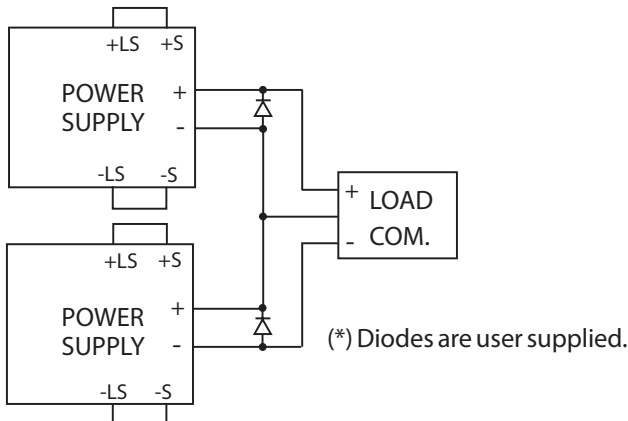 +LS +S
POWER
SUPPLY
+
-
-LS -S
+ LOAD
- COM.
+LS +S
POWER
SUPPLY
+
-
-LS -S
(*) Diodes are user supplied.